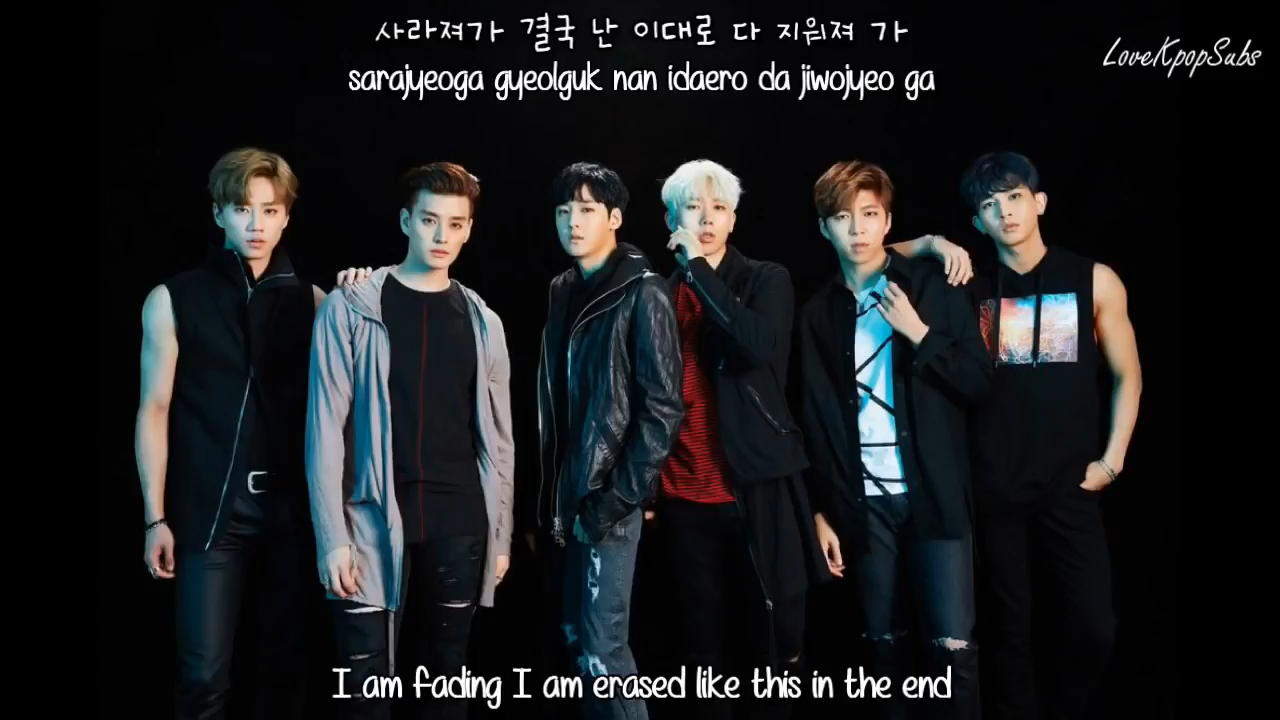 사라져가 결국 난 이대로 다 지워져 가
LoveKpopSubs
sarajyeoga gyeolguk nan idaero da jiwojyeo ga
I am fading I am erased like this in the end